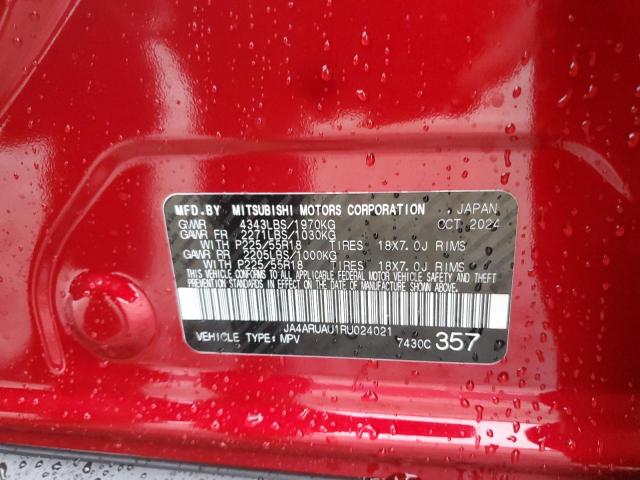 MFD.BY MITSUBISHI MOTORS CORPORATION JAPAN
GVWR 4343LBS/1970KG OCT.2024
GAWR FR 2271LBS/1030KG
WITH P225/55R18 TIRES 18X7.0J RIMS
GAWR RR 2205LBS/1000KG
WITH P225/55R18 TIRES 18X7.0J RIMS
THIS VEHICLE CONFORMS TO ALL APPLICABLE FEDERAL MOTOR VEHICLE SAFETY AND THEFT
PREVENTION STANDARDS IN EFFECT ON THE DATE OF MANUFACTURE SHOWN ABOVE.
JA4ARUAU1RU024021
VEHICLE TYPE: MPV 7430C 357